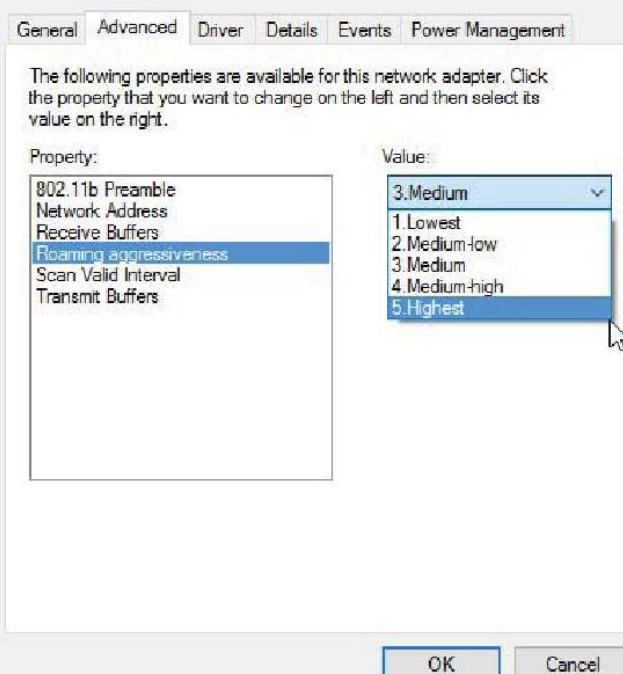 General Advanced Driver Details Events Power Management
The following properties are available for this network adapter. Click
the property that you want to change on the left and then select its
value on the right.
Property:
802.11b Preamble
Network Address
Receive Buffers
Roaming aggressiveness
Scan Valid Interval
Transmit Buffers
Value:
3.Medium
1.Lowest
2.Medium-low
3.Medium
4.Medium-high
5.Highest
OK Cancel